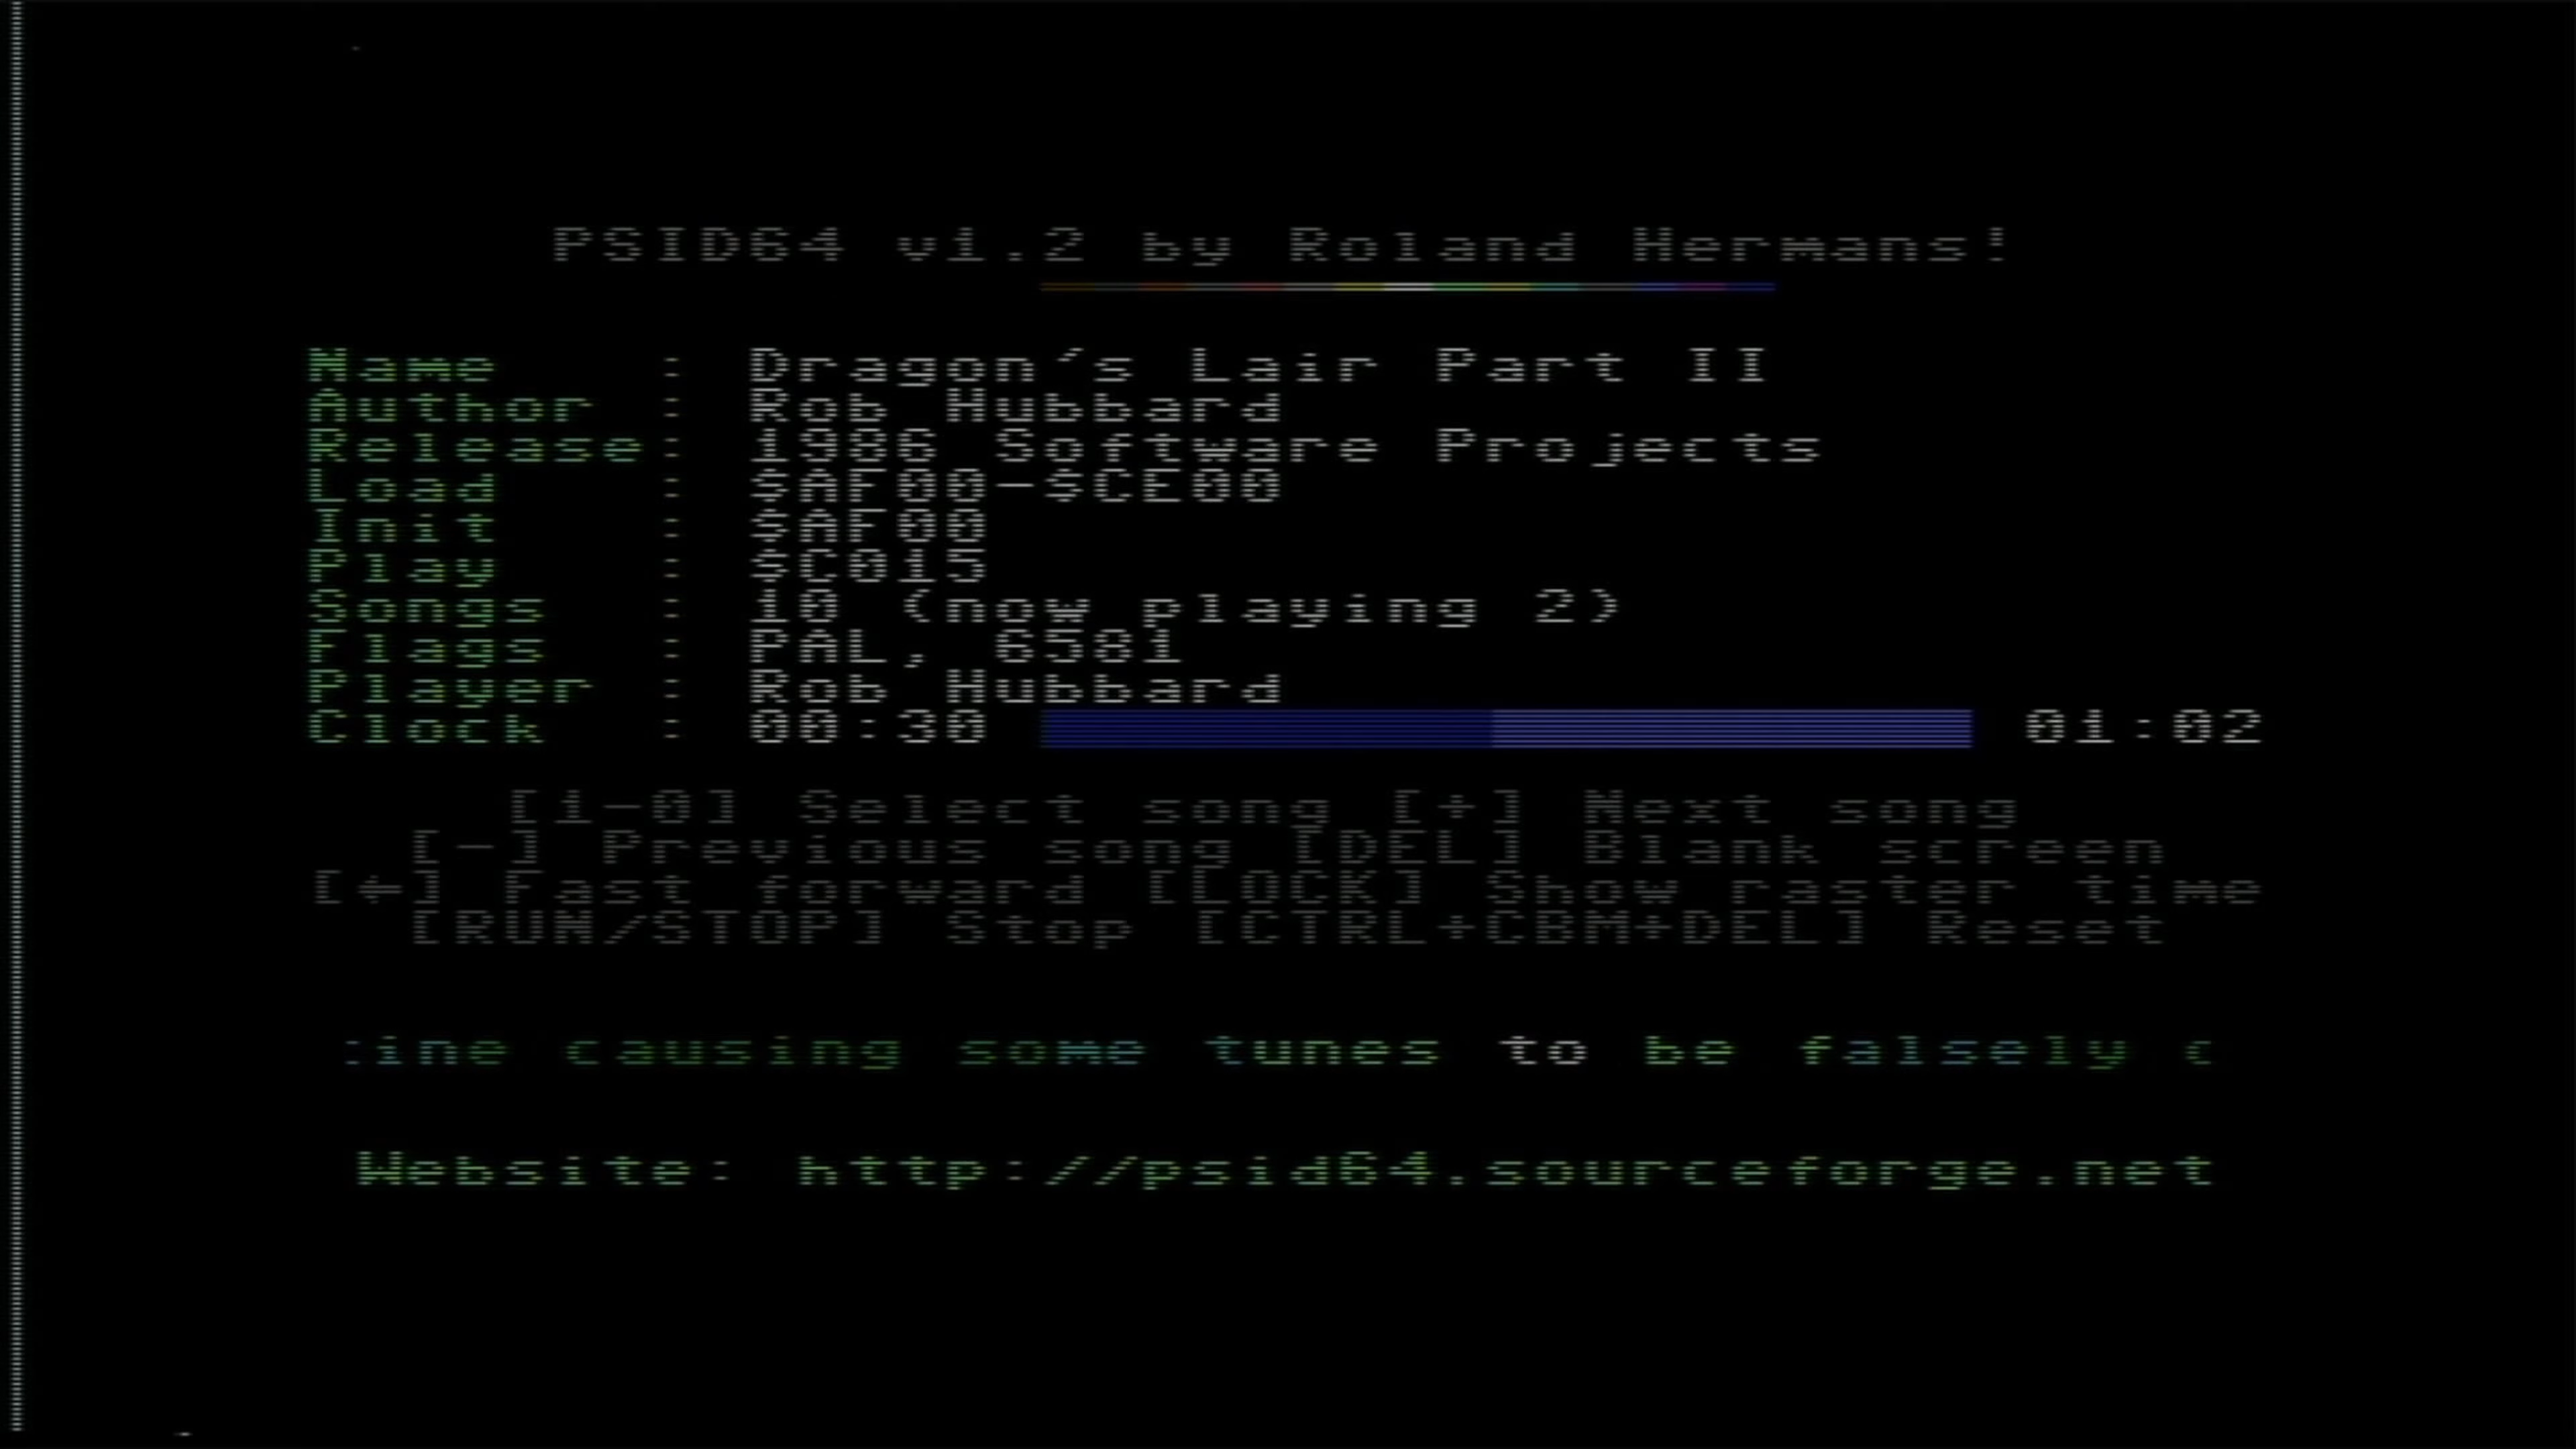 PSID64 v1.2 by Roland Hermans!
Name : Dragon´s Lair Part II
Author : Rob Hubbard
Release : 1986 Software Projects
Load : $AF00-$CE00
Init : $AF00
Play : $C015
Songs : 10 (now playing 2)
Flags : PAL, 6581
Player : Rob Hubbard
Clock : 00:30 01:02
[1-0] Select song [+] Next song
[-] Previous song [DEL] Blank screen
[←] Fast forward [LOCK] Show raster time
[RUN/STOP] Stop [CTRL+CBM+DEL] Reset
ine causing some tunes to be falsely
Website: http://psid64.sourceforge.net